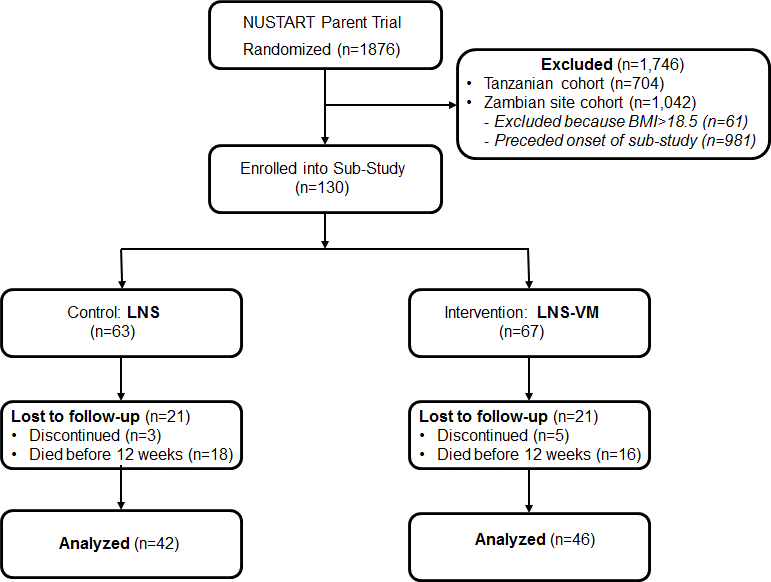 NUSTART Parent Trial
Randomized (n=1876)
Excluded (n=1,746)
• Tanzanian cohort (n=704)
• Zambian site cohort (n=1,042)
- Excluded because BMI>18.5 (n=61)
- Preceded onset of sub-study (n=981)
Enrolled into Sub-Study
(n=130)
Control: LNS
(n=63)
Intervention: LNS-VM
(n=67)
Lost to follow-up (n=21)
• Discontinued (n=3)
• Died before 12 weeks (n=18)
Lost to follow-up (n=21)
• Discontinued (n=5)
• Died before 12 weeks (n=16)
Analyzed (n=42)
Analyzed (n=46)